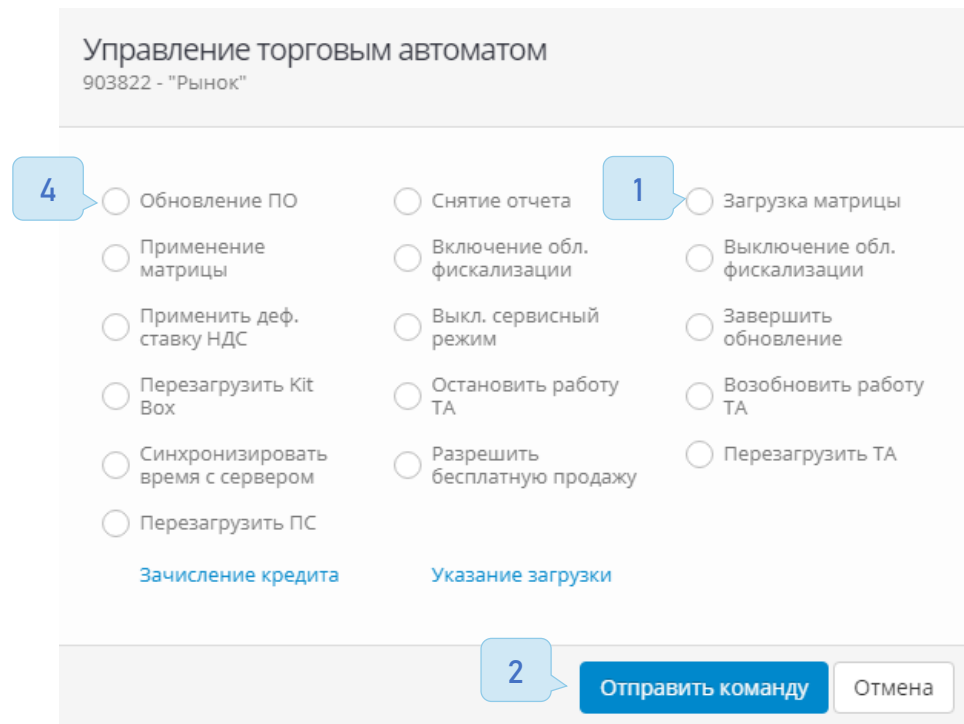 Управление торговым автоматом
903822 - "Рынок"
4
Обновление ПО
Снятие отчета
1
Загрузка матрицы
Применение
матрицы
Включение обл.
фискализации
Выключение обл.
фискализации
Применить деф.
ставку НДС
Выкл. сервисный
режим
Завершить
обновление
Перезагрузить Kit
Box
Остановить работу
ТА
Возобновить работу
ТА
Синхронизировать
время с сервером
Разрешить
бесплатную продажу
Перезагрузить ТА
Перезагрузить ПС
Зачисление кредита
Указание загрузки
2
Отправить команду
Отмена